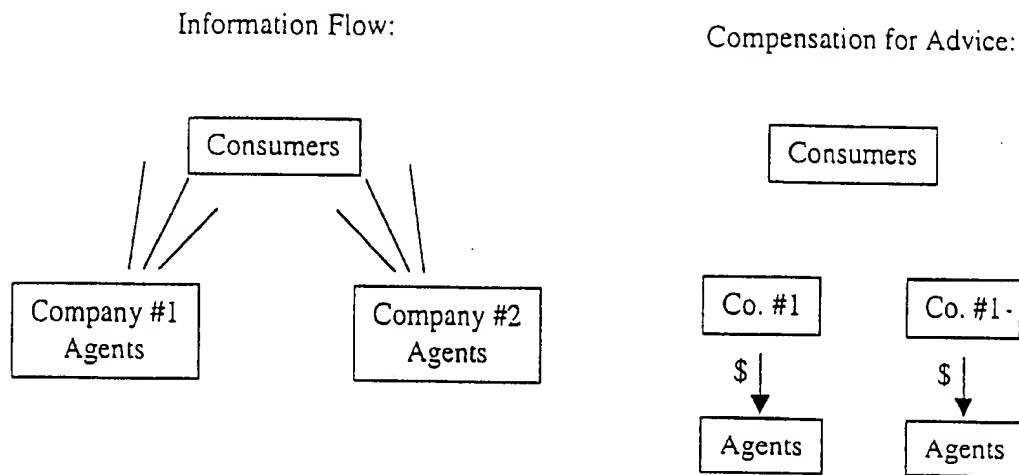 Information Flow:
Consumers
Company #1
Agents
Company #2
Agents
Compensation for Advice:
Consumers
Co. #1
Co. #1-
$
$
Agents
Agents